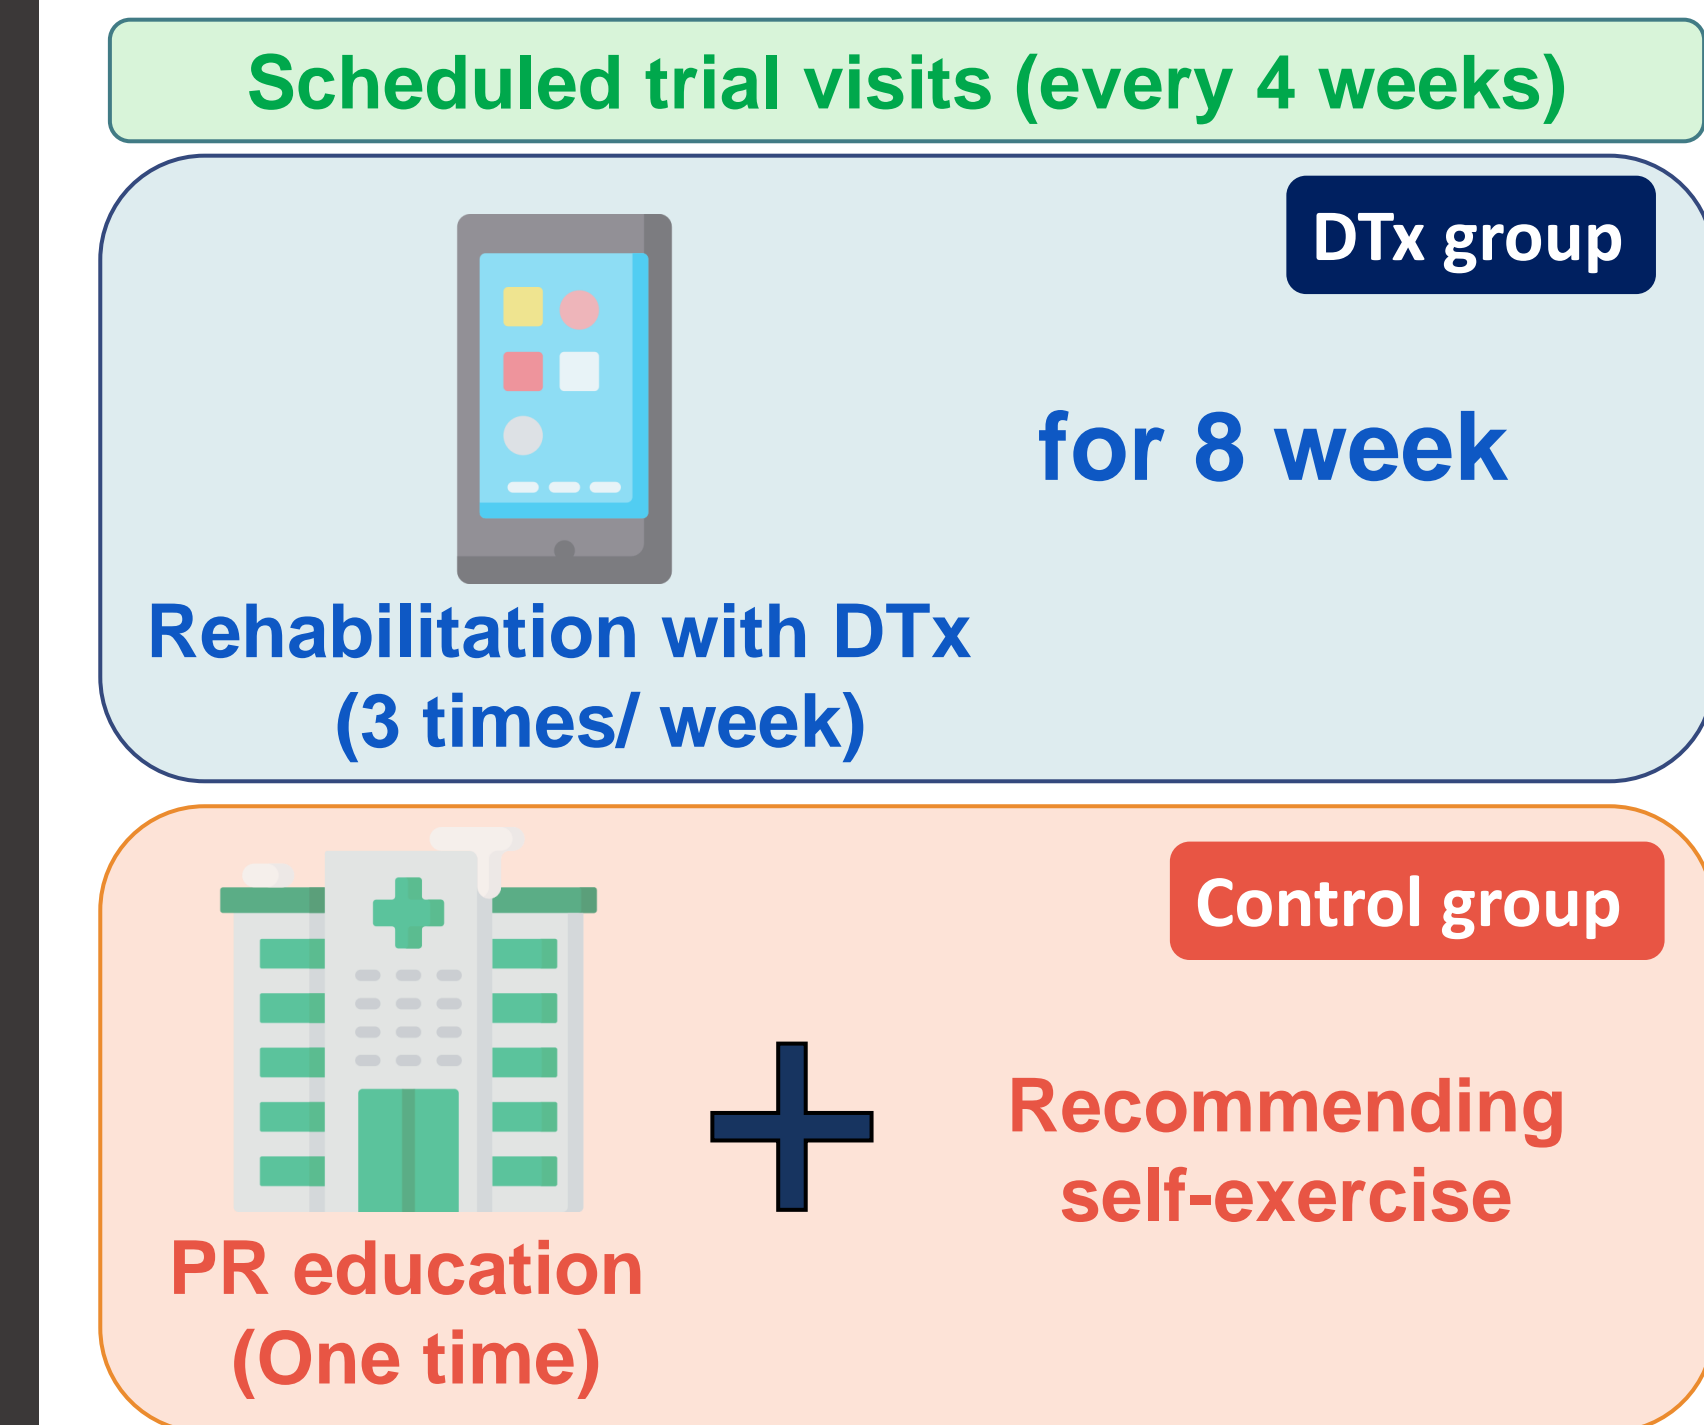 Scheduled trial visits (every 4 weeks)
DTx group
for 8 week
Rehabilitation with DTx
(3 times/ week)
Control group
Recommending
self-exercise
PR education
(One time)